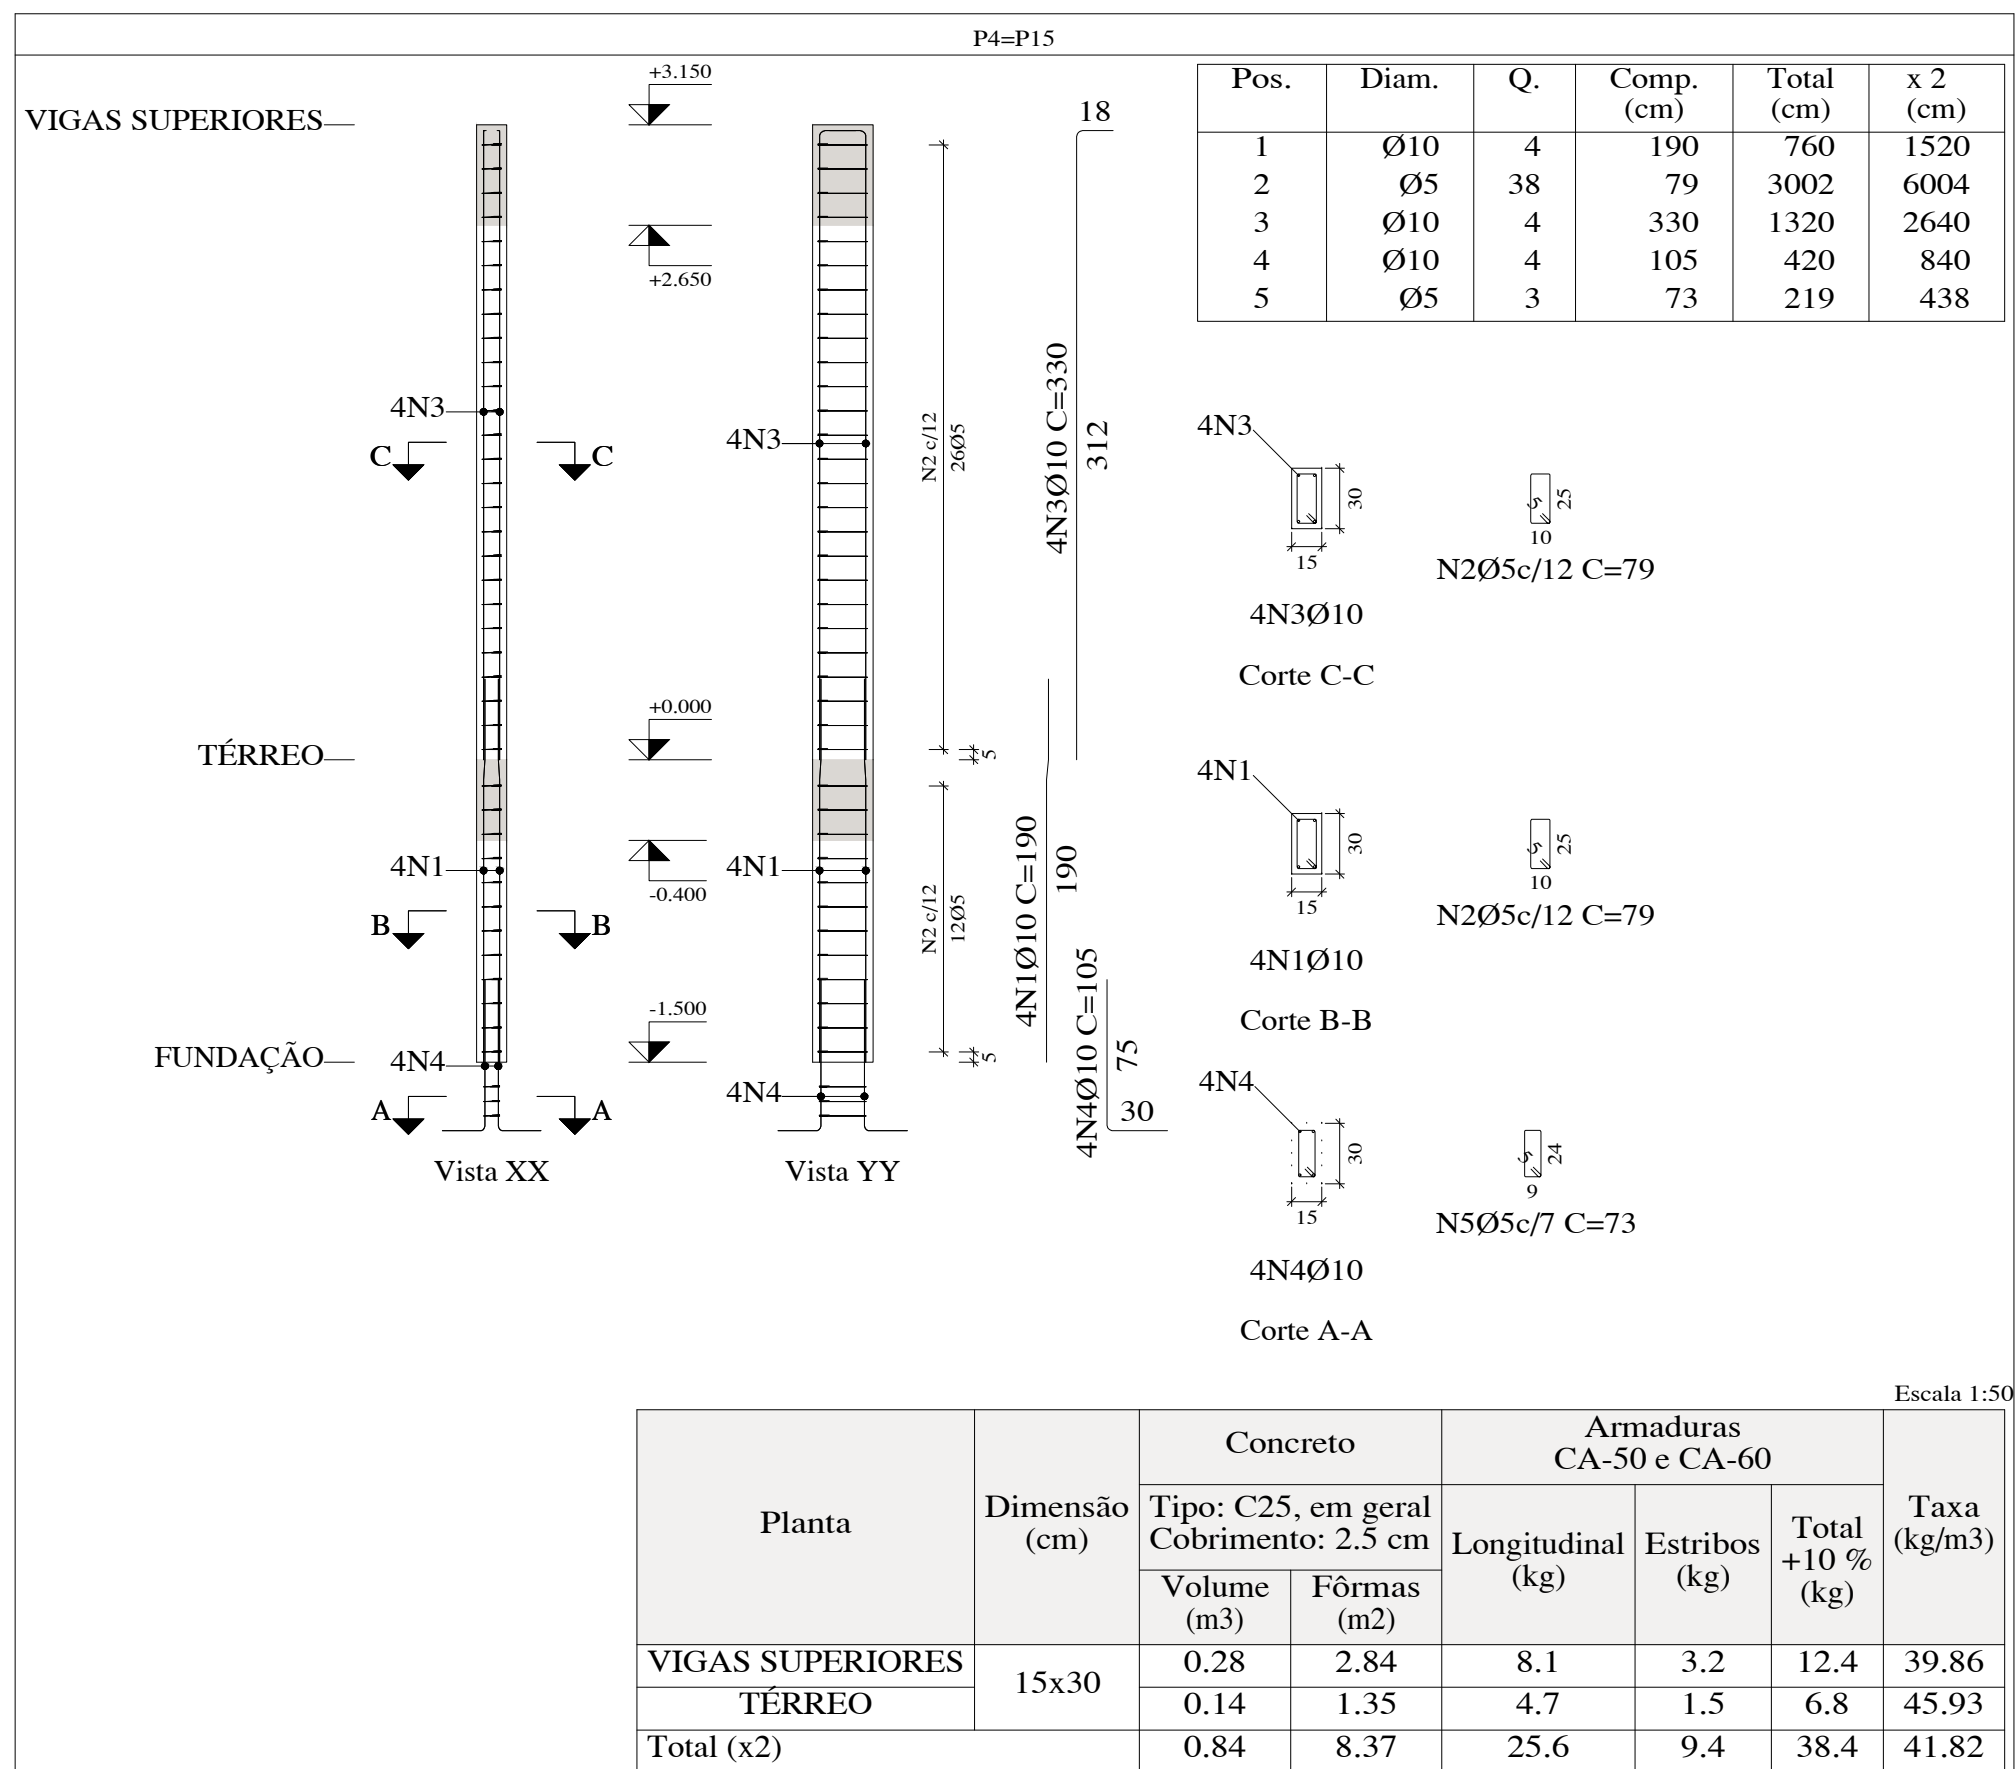 P4=P15
VIGAS SUPERIORES
+3.150
+2.650
4N3
C C
4N3
N2 c/12
26Ø5
18
4N3Ø10 C=330
312
TÉRREO
+0.000
5
4N1
-0.400
4N1
B B
N2 c/12
12Ø5
4N1Ø10 C=190
190
FUNDAÇÃO
-1.500
5
4N4
4N4
A A
4N4Ø10 C=105
75
30
Vista XX
Vista YY
Pos. Diam. Q. Comp. (cm) Total (cm) x 2 (cm)
1 Ø10 4 190 760 1520
2 Ø5 38 79 3002 6004
3 Ø10 4 330 1320 2640
4 Ø10 4 105 420 840
5 Ø5 3 73 219 438
4N3
30
15
5
25
10
N2Ø5c/12 C=79
4N3Ø10
Corte C-C
4N1
30
15
5
25
10
N2Ø5c/12 C=79
4N1Ø10
Corte B-B
4N4
30
15
5
24
9
N5Ø5c/7 C=73
4N4Ø10
Corte A-A
Escala 1:50
Planta
Dimensão
(cm)
Concreto
Tipo: C25, em geral
Cobrimento: 2.5 cm
Volume
(m3)
Fôrmas
(m2)
Armaduras
CA-50 e CA-60
Longitudinal
(kg)
Estribos
(kg)
Total
+10 %
(kg)
Taxa
(kg/m3)
VIGAS SUPERIORES 15x30 0.28 2.84 8.1 3.2 12.4 39.86
TÉRREO 0.14 1.35 4.7 1.5 6.8 45.93
Total (x2) 0.84 8.37 25.6 9.4 38.4 41.82